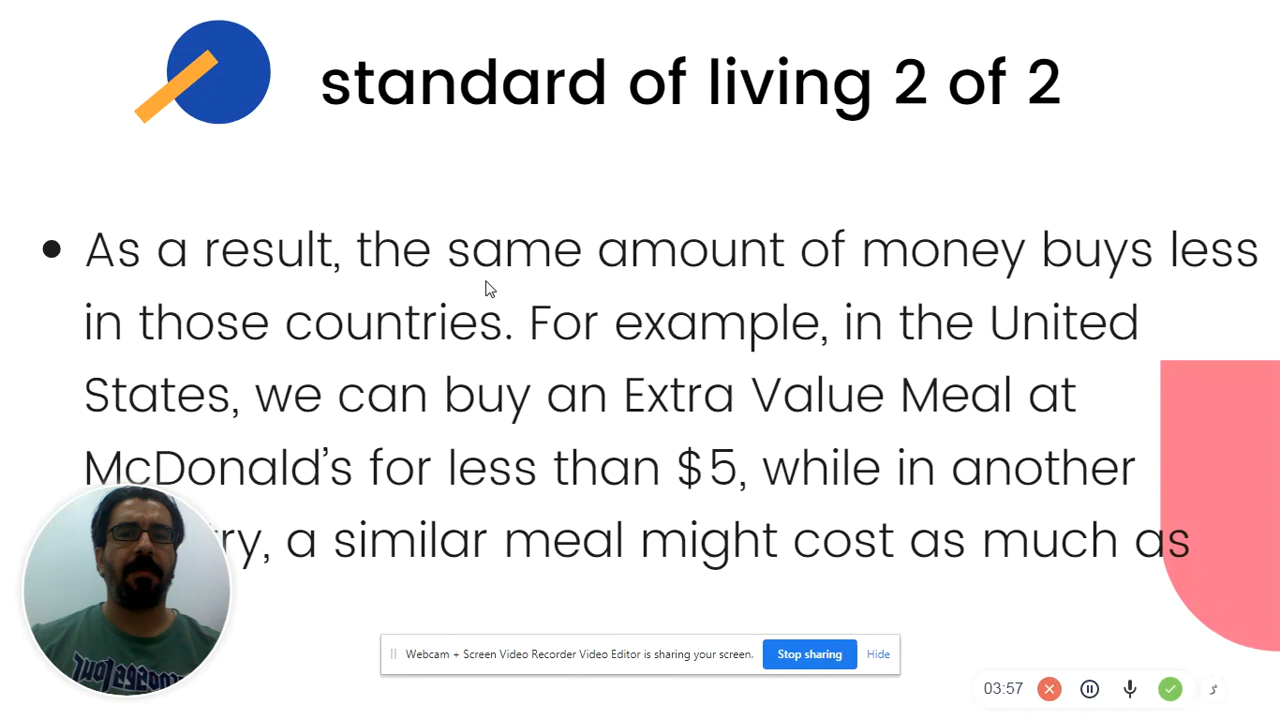 standard of living 2 of 2
• As a result, the same amount of money buys less
in those countries. For example, in the United
States, we can buy an Extra Value Meal at
McDonald's for less than $5, while in another
try, a similar meal might cost as much as
Webcam + Screen Video Recorder Video Editor is sharing your screen. Stop sharing Hide
03:57